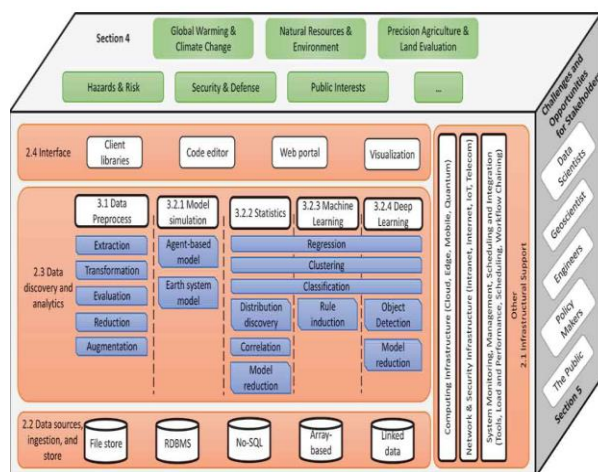 Section 4
Global Warming &
Climate Change
Natural Resources &
Environment
Precision Agriculture &
Land Evaluation
Hazards & Risk
Security & Defense
Public Interests
...
2.4 Interface
Client
libraries
Code editor
Web portal
Visualization
2.3 Data
discovery and
analytics
3.1 Data
Preprocess
Extraction
Transformation
Evaluation
Reduction
Augmentation
3.2.1 Model
simulation
Agent-based
model
Earth system
model
3.2.2 Statistics
3.2.3 Machine
Learning
3.2.4 Deep
Learning
Regression
Clustering
Classification
Distribution
discovery
Correlation
Model
reduction
Rule
induction
Object
Detection
Model
reduction
2.2 Data sources,
ingestion, and
store
File store
RDBMS
No-SQL
Array-
based
Linked
data
Computing Infrastructure (Cloud, Edge, Mobile, Quantum)
Network & Security Infrastructure (Intranet, Internet, IoT, Telecom)
System Monitoring, Management, Scheduling and Integration
(Tools, Load and Performance, Scheduling, Workflow Chaining)
Other
2.1 Infrastructural Support
Challenges and
Opportunities
for Stakeholders
Data
Scientists
Geoscientist
Engineers
Policy
Makers
The Public
Section 5